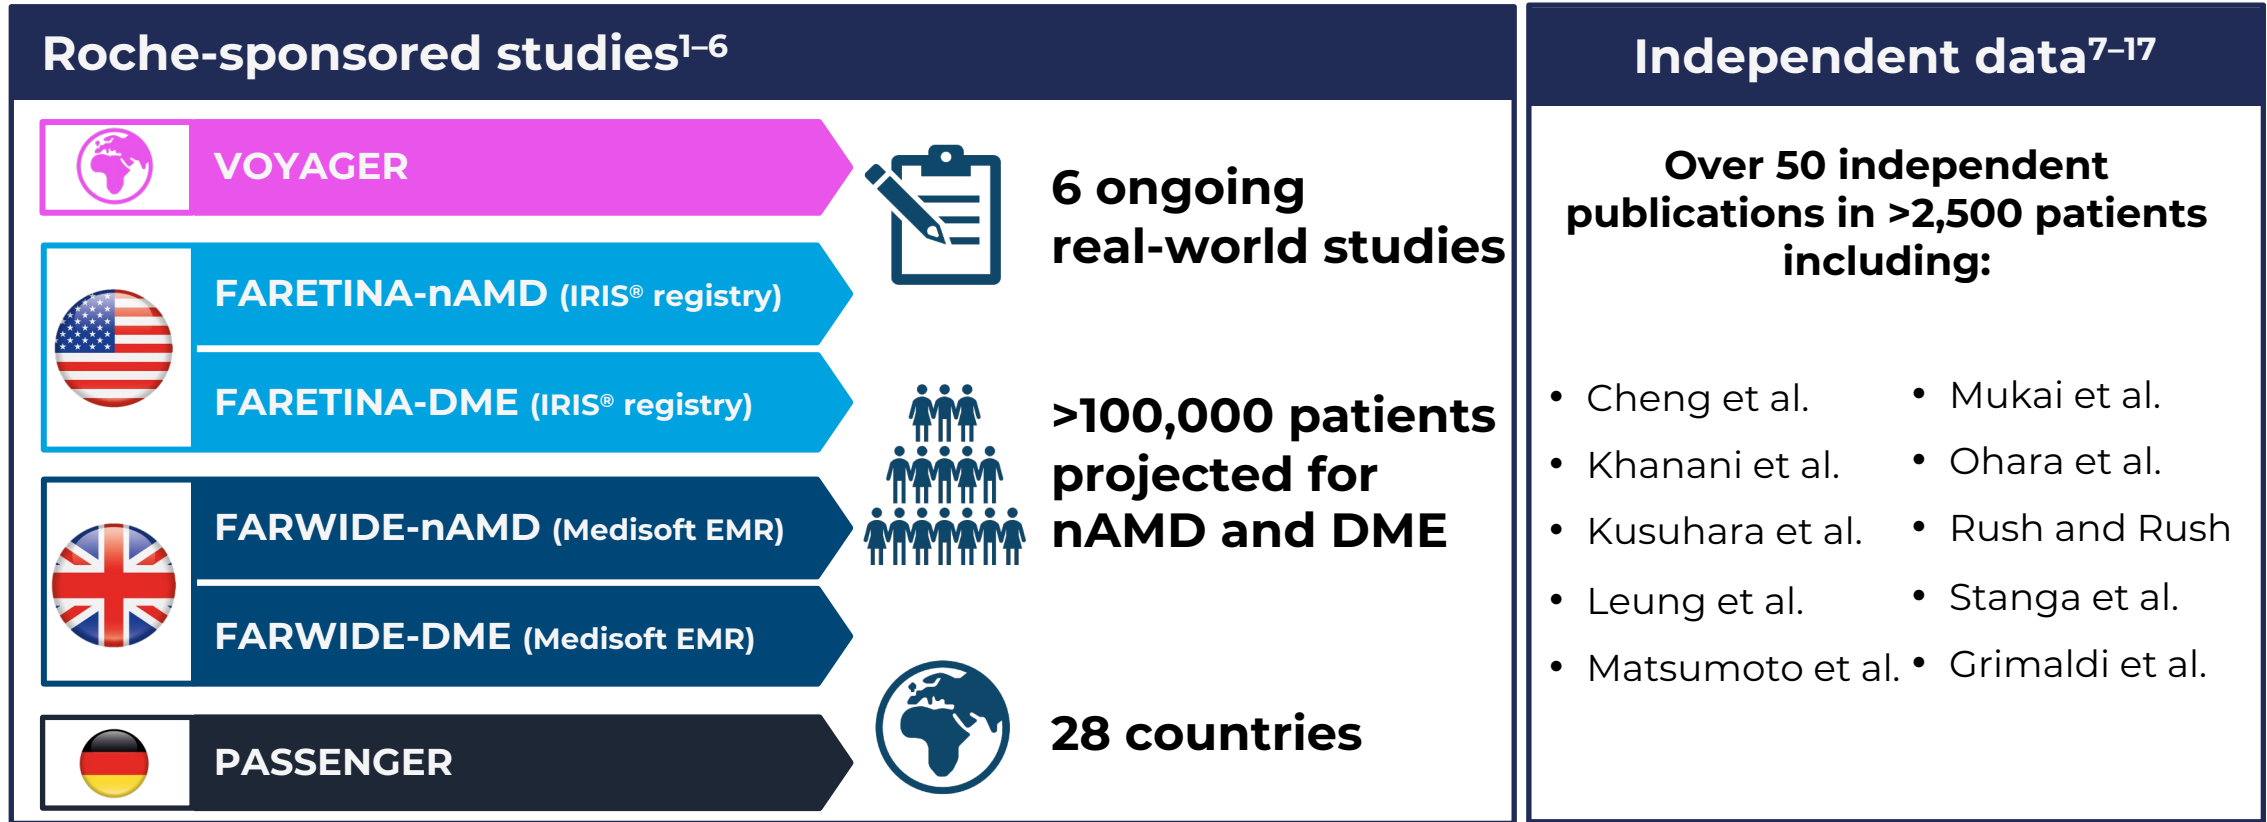 Roche-sponsored studies¹⁻⁶
VOYAGER
FARETINA-nAMD (IRIS® registry)
FARETINA-DME (IRIS® registry)
FARWIDE-nAMD (Medisoft EMR)
FARWIDE-DME (Medisoft EMR)
PASSENGER
6 ongoing
real-world studies
>100,000 patients
projected for
nAMD and DME
28 countries
Independent data⁷⁻¹⁷
Over 50 independent
publications in >2,500 patients
including:
• Cheng et al.
• Khanani et al.
• Kusuhara et al.
• Leung et al.
• Matsumoto et al.
• Mukai et al.
• Ohara et al.
• Rush and Rush
• Stanga et al.
• Grimaldi et al.